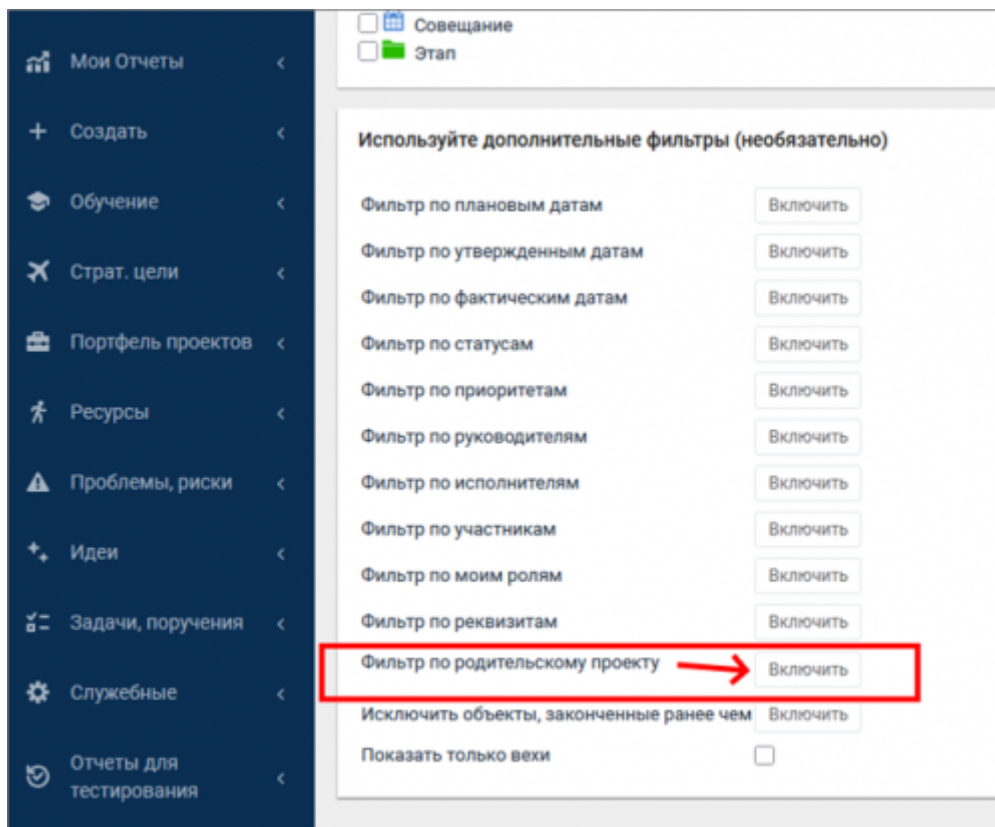 Мои Отчеты
Создать
Обучение
Страт. цели
Портфель проектов
Ресурсы
Проблемы, риски
Идеи
Задачи, поручения
Служебные
Отчеты для
тестирования
Совещание
Этап
Используйте дополнительные фильтры (необязательно)
Фильтр по плановым датам Включить
Фильтр по утвержденным датам Включить
Фильтр по фактическим датам Включить
Фильтр по статусам Включить
Фильтр по приоритетам Включить
Фильтр по руководителям Включить
Фильтр по исполнителям Включить
Фильтр по участникам Включить
Фильтр по моим ролям Включить
Фильтр по реквизитам Включить
Фильтр по родительскому проекту Включить
Исключить объекты, законченные ранее чем Включить
Показать только вехи